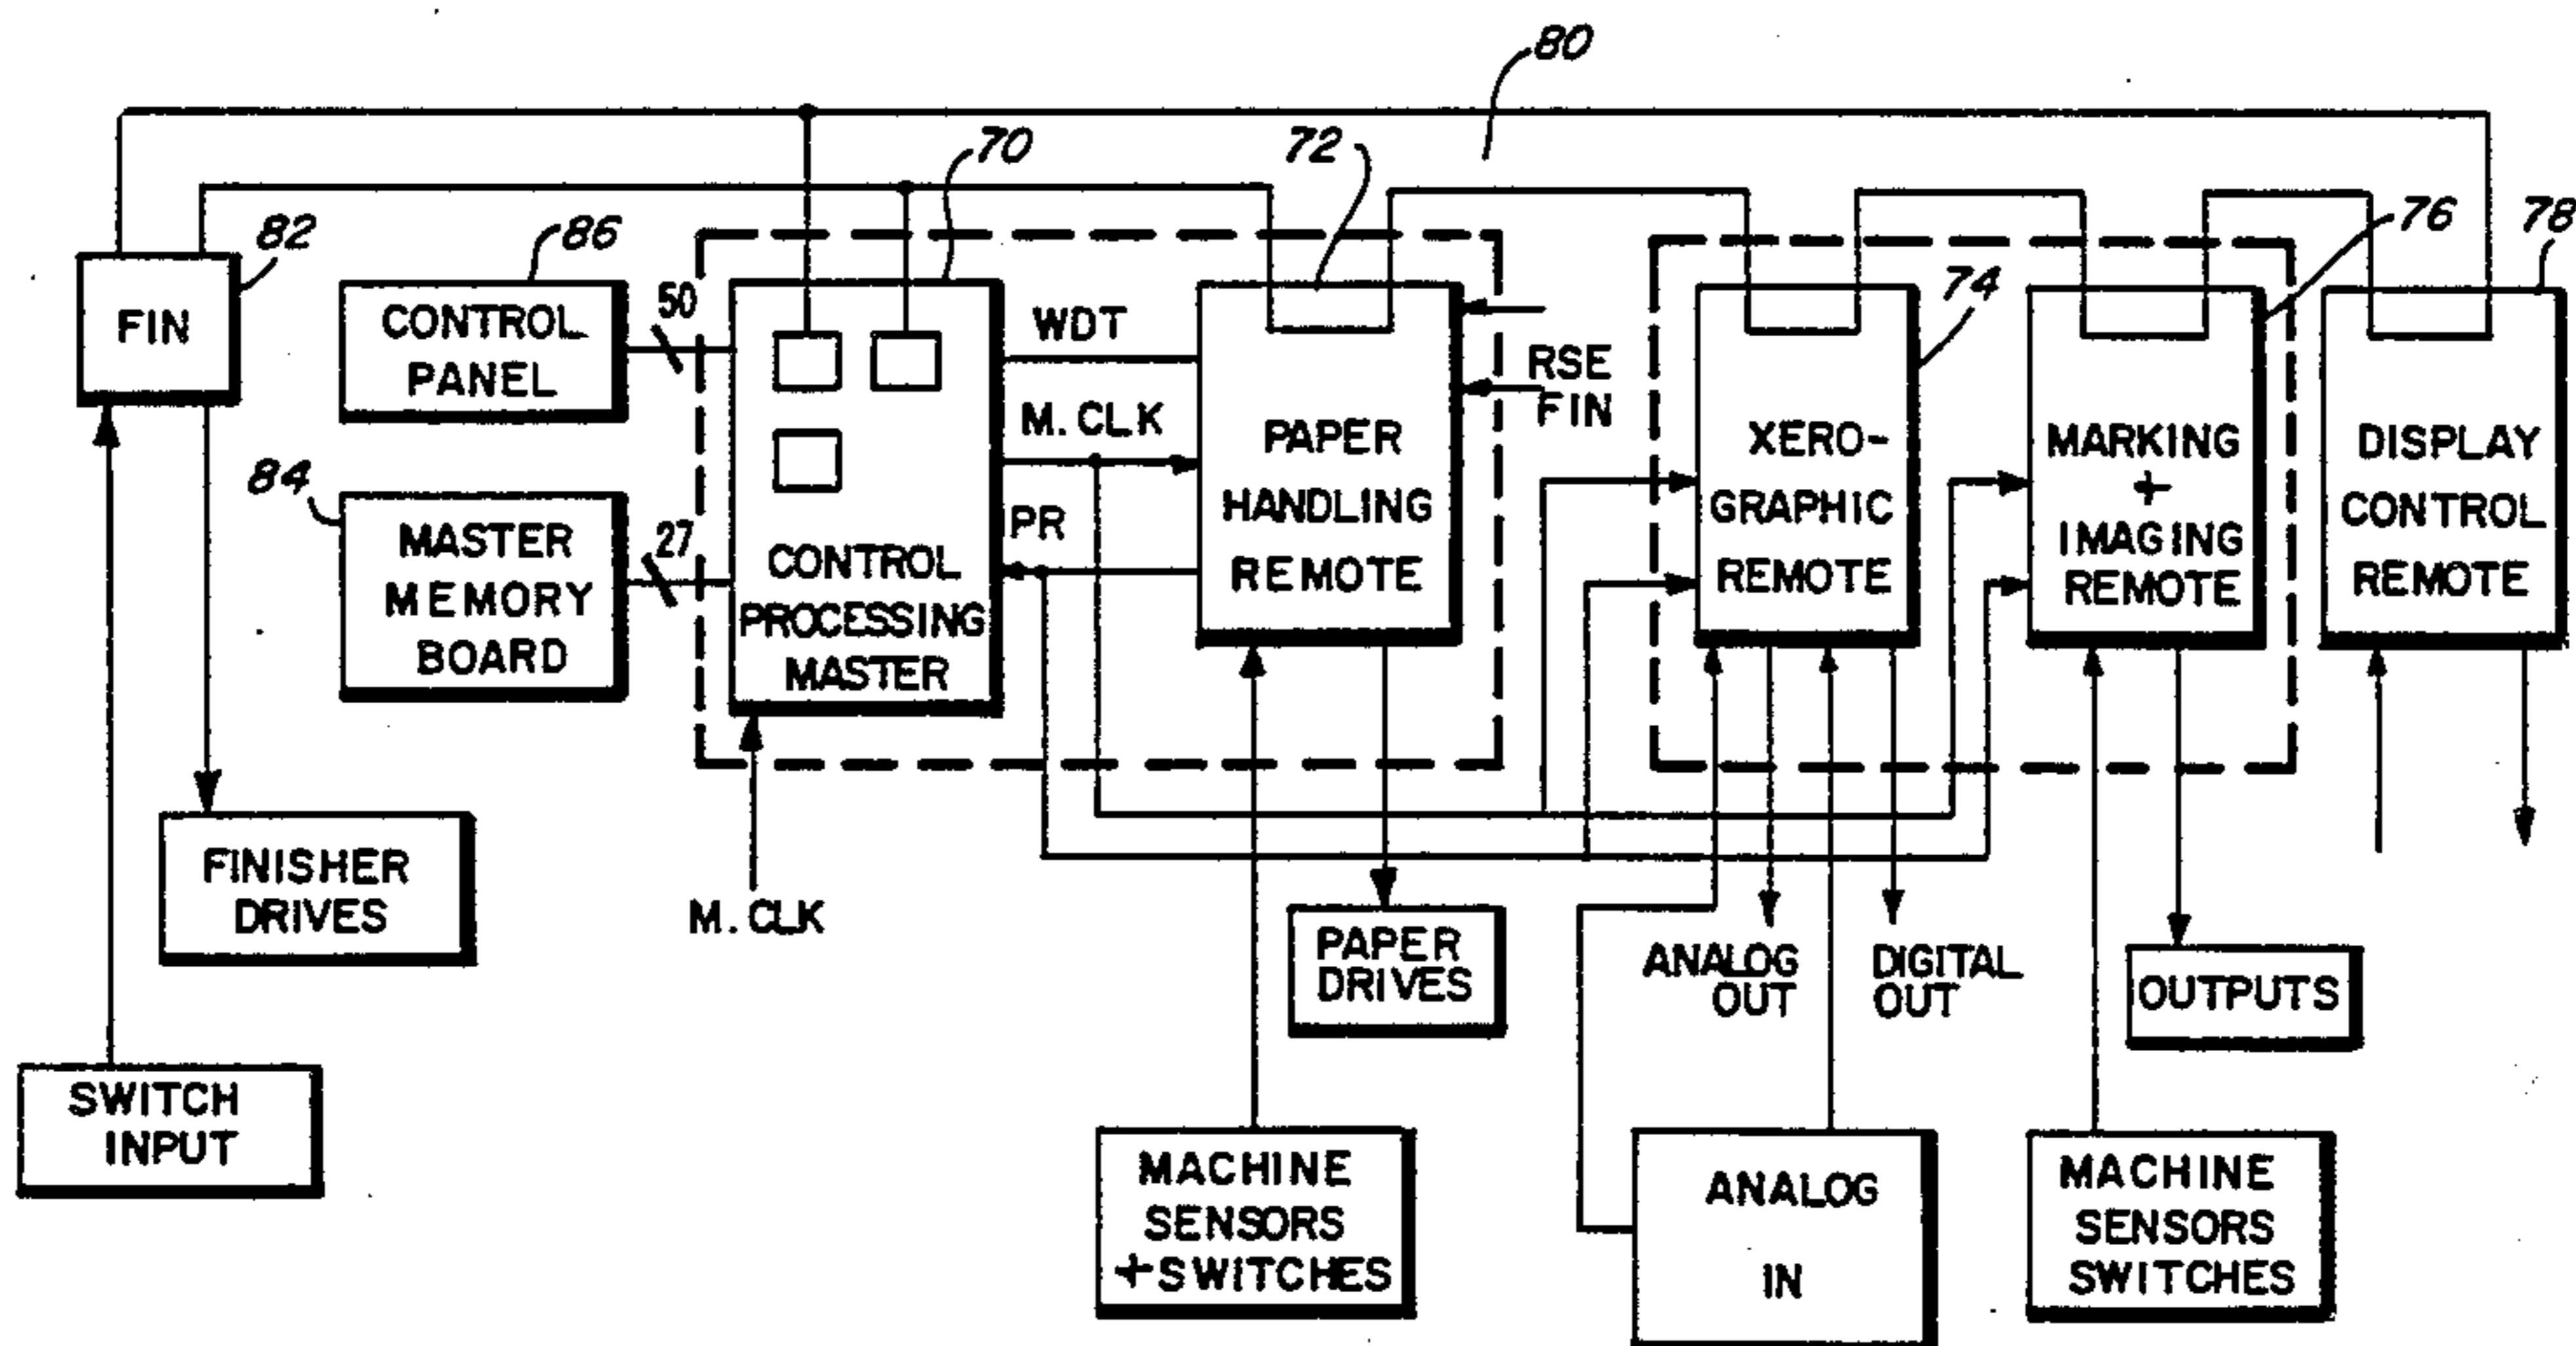 80
70
72
82
86
76
78
74
50
FIN
CONTROL
PANEL
WDT
RSE
FIN
M. CLK
84
27
PR
MASTER
MEMORY
BOARD
CONTROL
PROCESSING
MASTER
PAPER
HANDLING
REMOTE
XERO-
GRAPHIC
REMOTE
MARKING
+
IMAGING
REMOTE
DISPLAY
CONTROL
REMOTE
FINISHER
DRIVES
M. CLK
PAPER
DRIVES
ANALOG
OUT
DIGITAL
OUT
OUTPUTS
SWITCH
INPUT
MACHINE
SENSORS
+SWITCHES
ANALOG
IN
MACHINE
SENSORS
SWITCHES